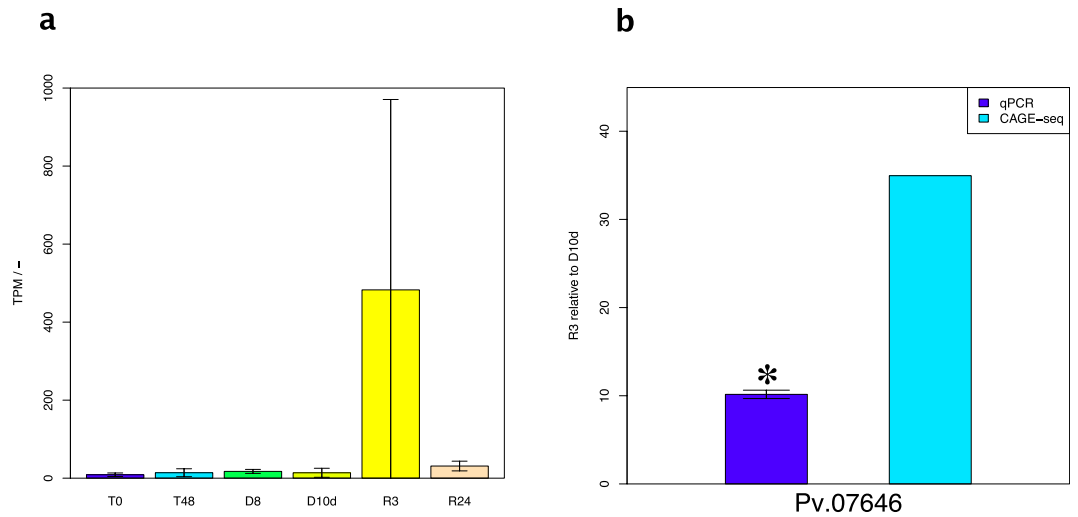 a
1000
800
600
400
200
0
TPM / −
T0 T48 D8 D10d R3 R24
b
qPCR
CAGE−seq
40
30
20
10
0
R3 relative to D10d
*
Pv.07646